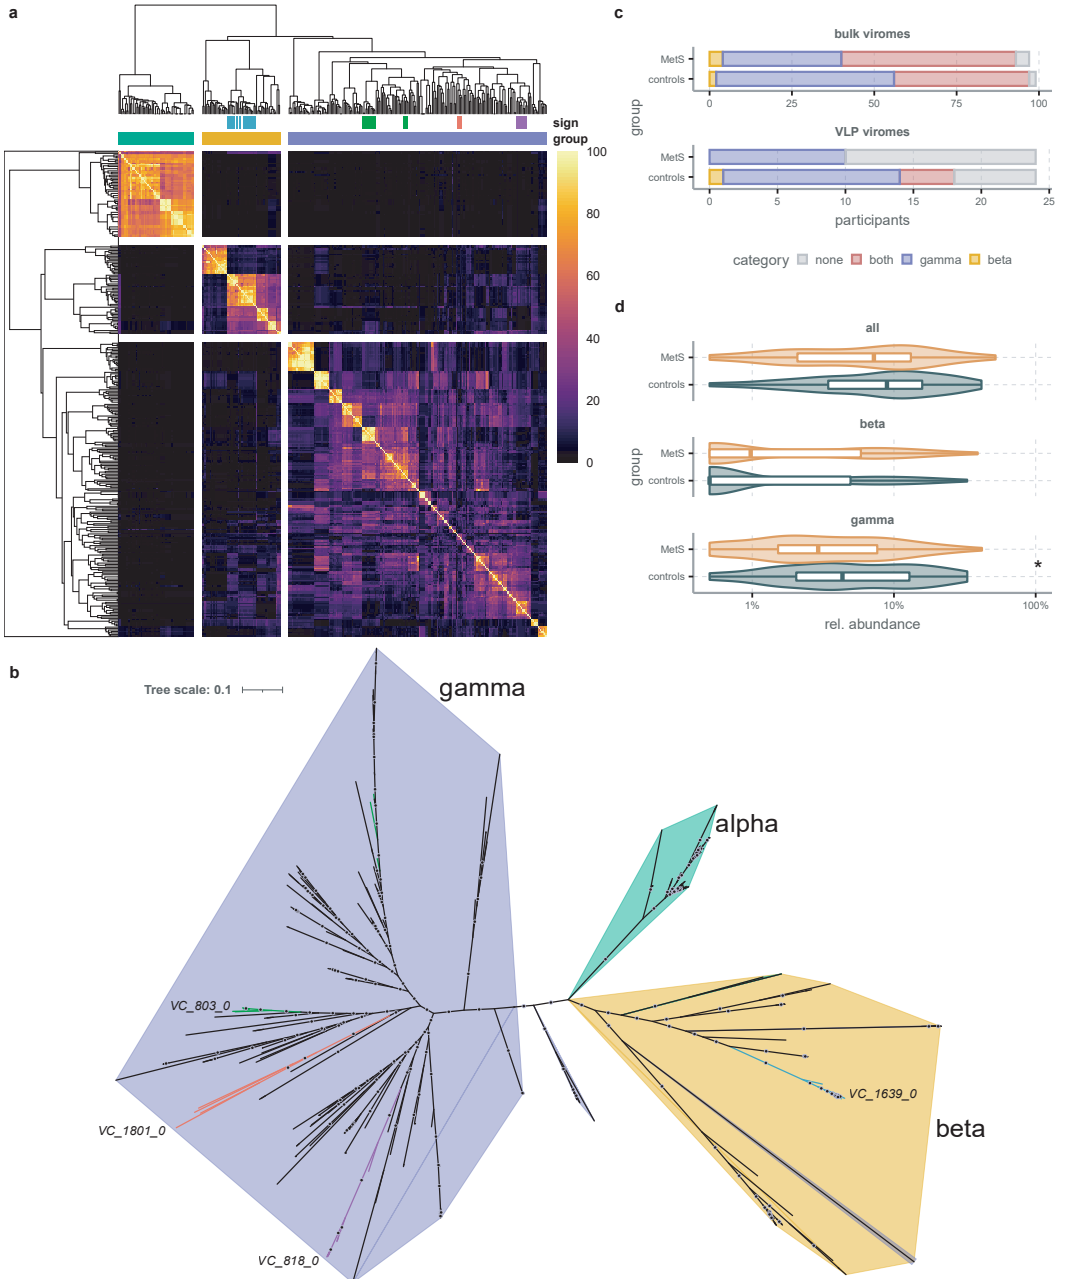 a
sign
group
100
80
60
40
20
0
c
bulk viromes
MetS
controls
0
25
50
75
100
VLP viromes
MetS
controls
0
5
10
15
20
25
group
participants
category none both gamma beta
d
all
MetS
controls
beta
MetS
controls
gamma
MetS
controls
*
group
1%
10%
100%
rel. abundance
b
Tree scale: 0.1
gamma
alpha
VC_803_0
VC_1639_0
beta
VC_1801_0
VC_818_0